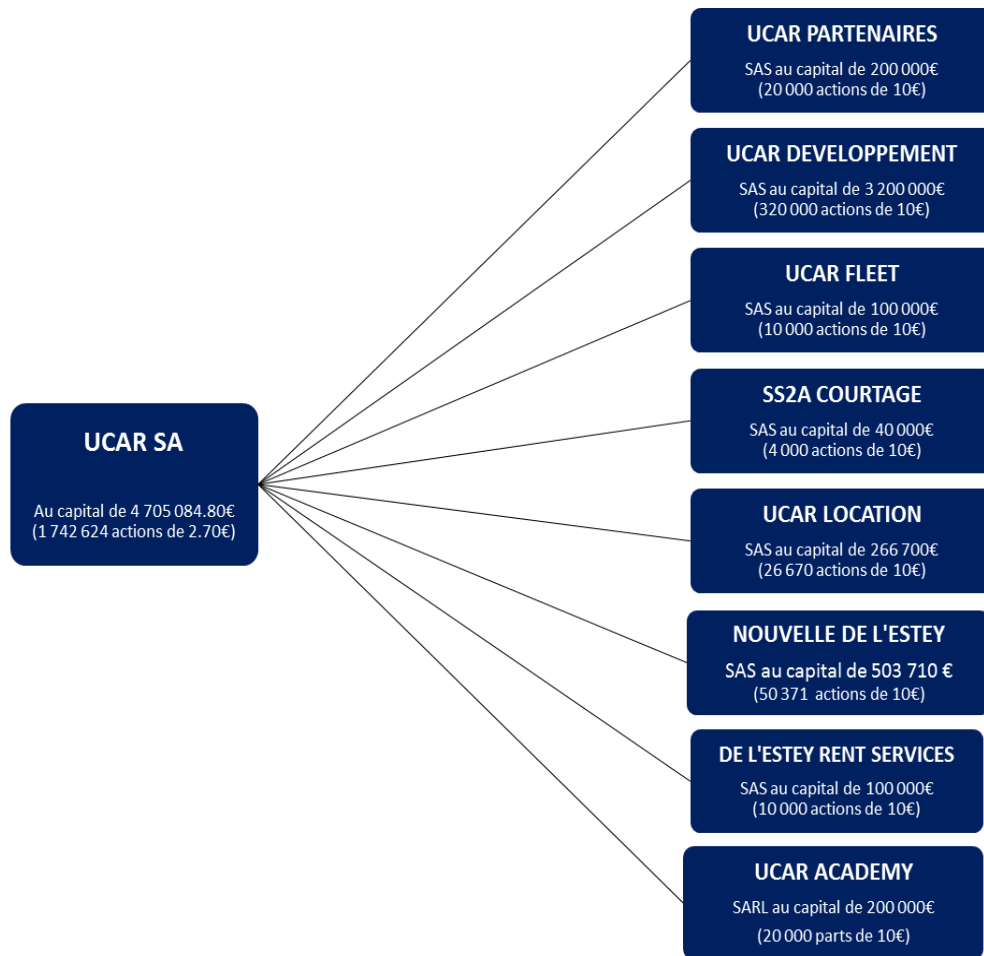 UCAR PARTENAIRES
SAS au capital de 200 000€
(20 000 actions de 10€)
UCAR DEVELOPPEMENT
SAS au capital de 3 200 000€
(320 000 actions de 10€)
UCAR FLEET
SAS au capital de 100 000€
(10 000 actions de 10€)
SS2A COURTAGE
SAS au capital de 40 000€
(4 000 actions de 10€)
UCAR SA
Au capital de 4 705 084.80€
(1 742 624 actions de 2.70€)
UCAR LOCATION
SAS au capital de 266 700€
(26 670 actions de 10€)
NOUVELLE DE L'ESTEY
SAS au capital de 503 710 €
(50 371 actions de 10€)
DE L'ESTEY RENT SERVICES
SAS au capital de 100 000€
(10 000 actions de 10€)
UCAR ACADEMY
SARL au capital de 200 000€
(20 000 parts de 10€)